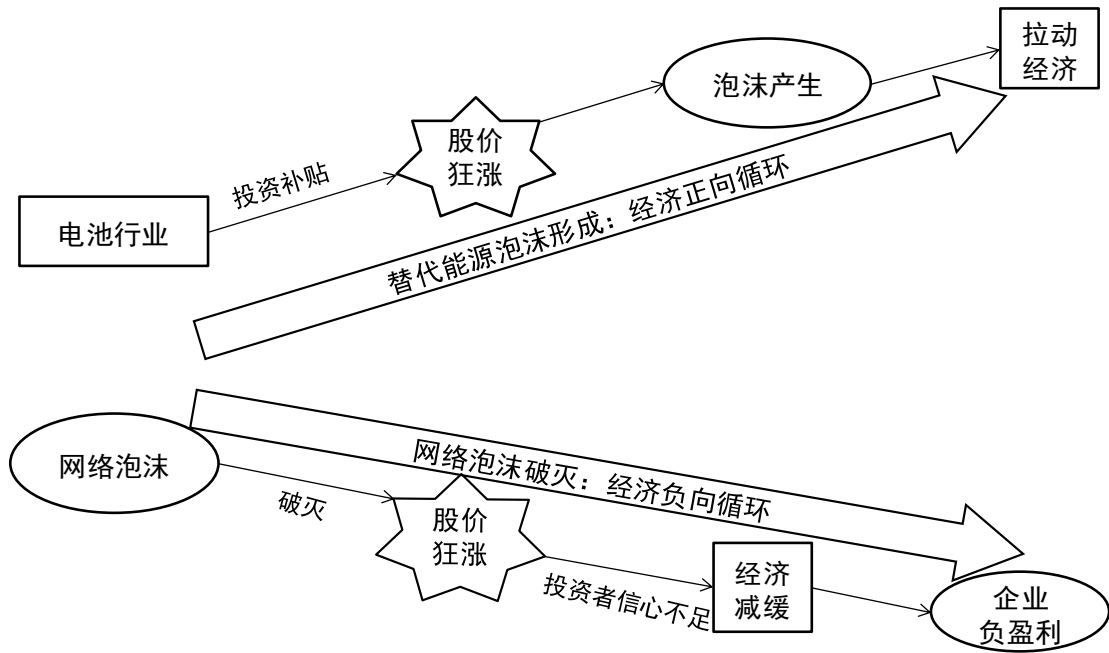 拉动
经济
泡沫产生
股价
狂涨
投资补贴
电池行业
替代能源泡沫形成：经济正向循环
网络泡沫破灭：经济负向循环
网络泡沫
破灭
股价
狂涨
投资者信心不足
经济
减缓
企业
负盈利